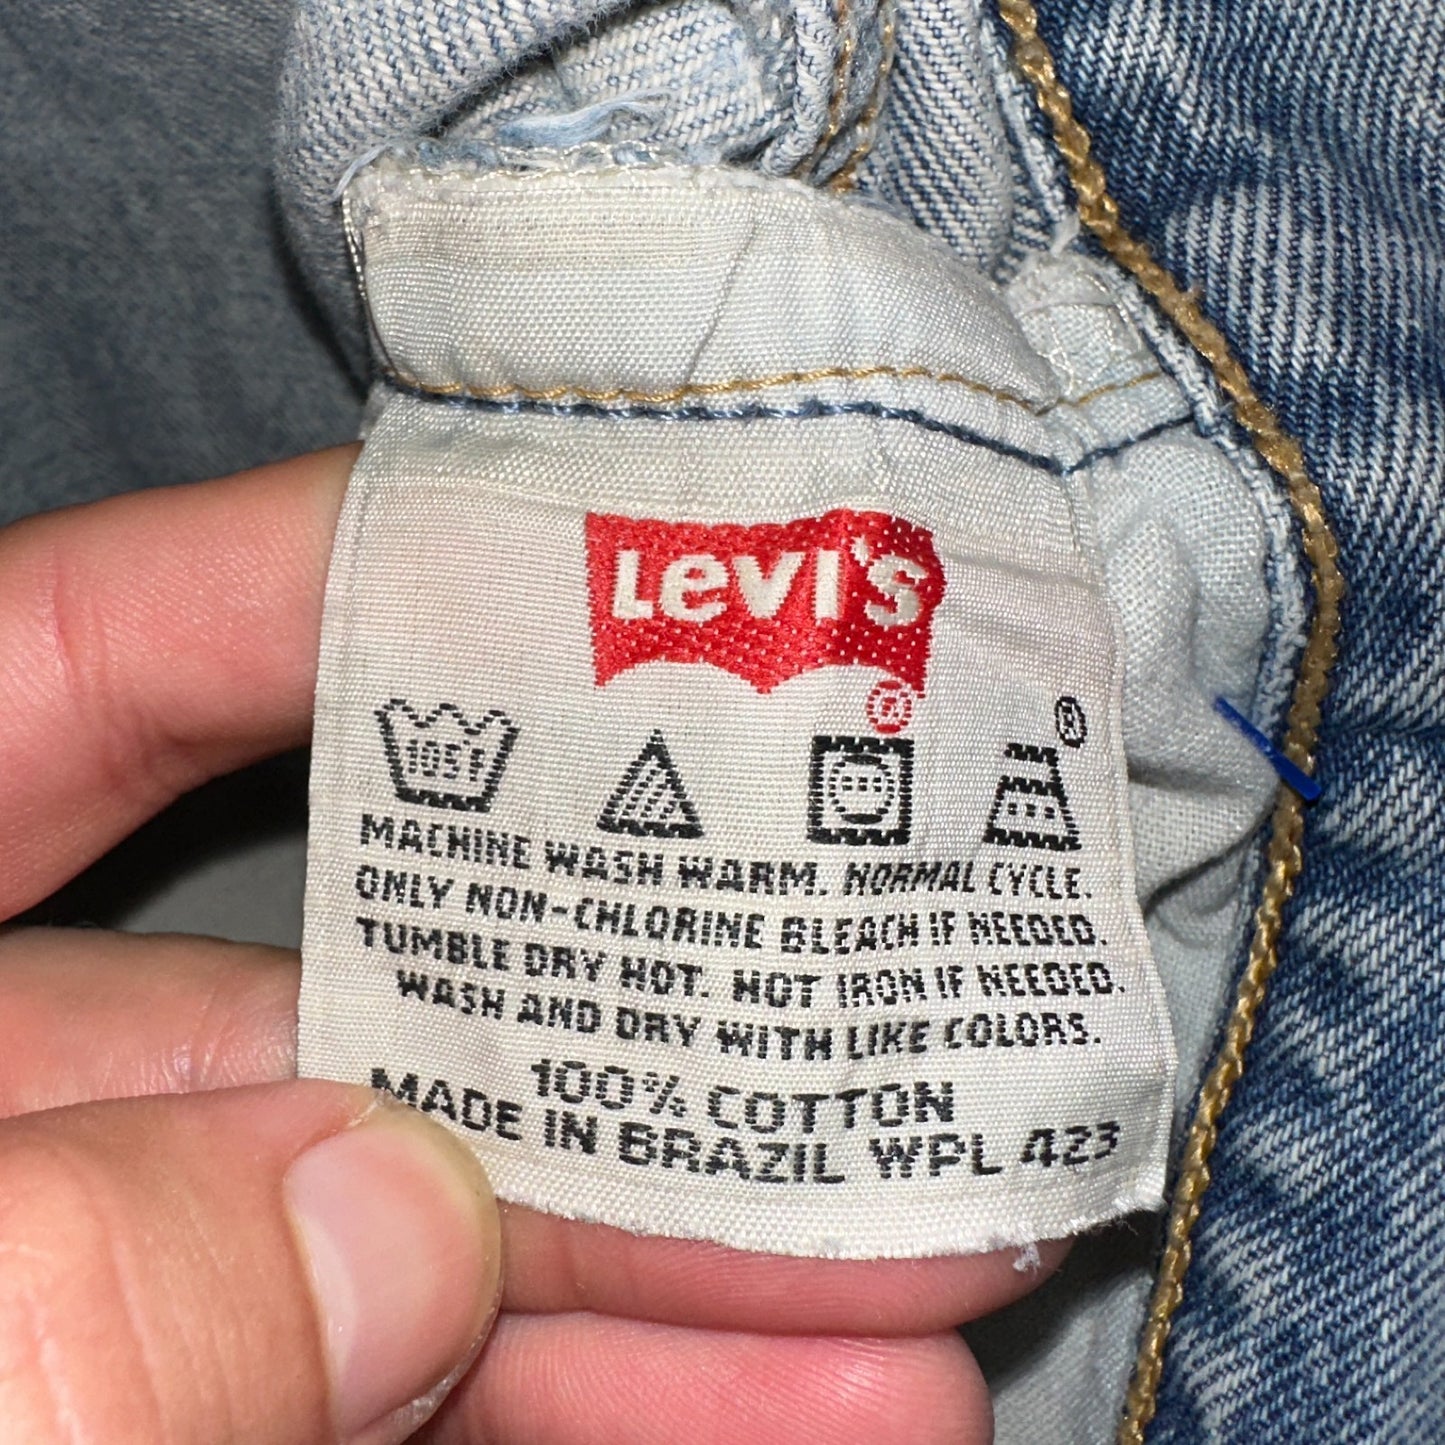 Levi's
®
®
105F
MACHINE WASH WARM. NORMAL CYCLE.
ONLY NON-CHLORINE BLEACH IF NEEDED.
TUMBLE DRY HOT. HOT IRON IF NEEDED.
WASH AND DRY WITH LIKE COLORS.
100% COTTON
MADE IN BRAZIL WPL 423